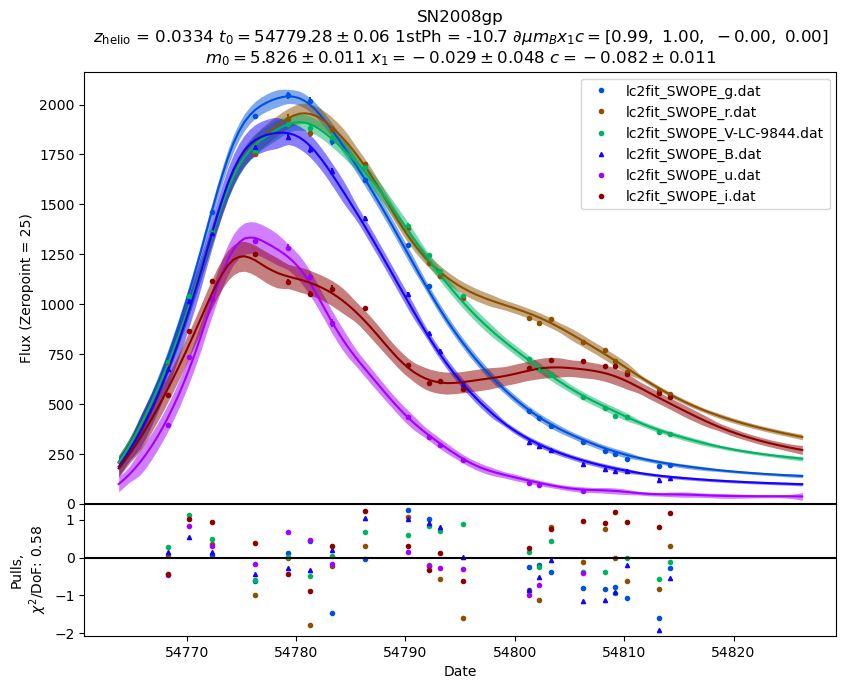 SN2008gp
z_helio = 0.0334 t_0 = 54779.28 ± 0.06 1stPh = -10.7 ∂μm_Bx_1c = [0.99, 1.00, −0.00, 0.00]
m_0 = 5.826 ± 0.011 x_1 = −0.029 ± 0.048 c = −0.082 ± 0.011
lc2fit_SWOPE_g.dat
lc2fit_SWOPE_r.dat
lc2fit_SWOPE_V-LC-9844.dat
lc2fit_SWOPE_B.dat
lc2fit_SWOPE_u.dat
lc2fit_SWOPE_i.dat
Flux (Zeropoint = 25)
2000
1750
1500
1250
1000
750
500
250
0
Pulls,
χ²/DoF: 0.58
1
0
−1
−2
54770 54780 54790 54800 54810 54820
Date